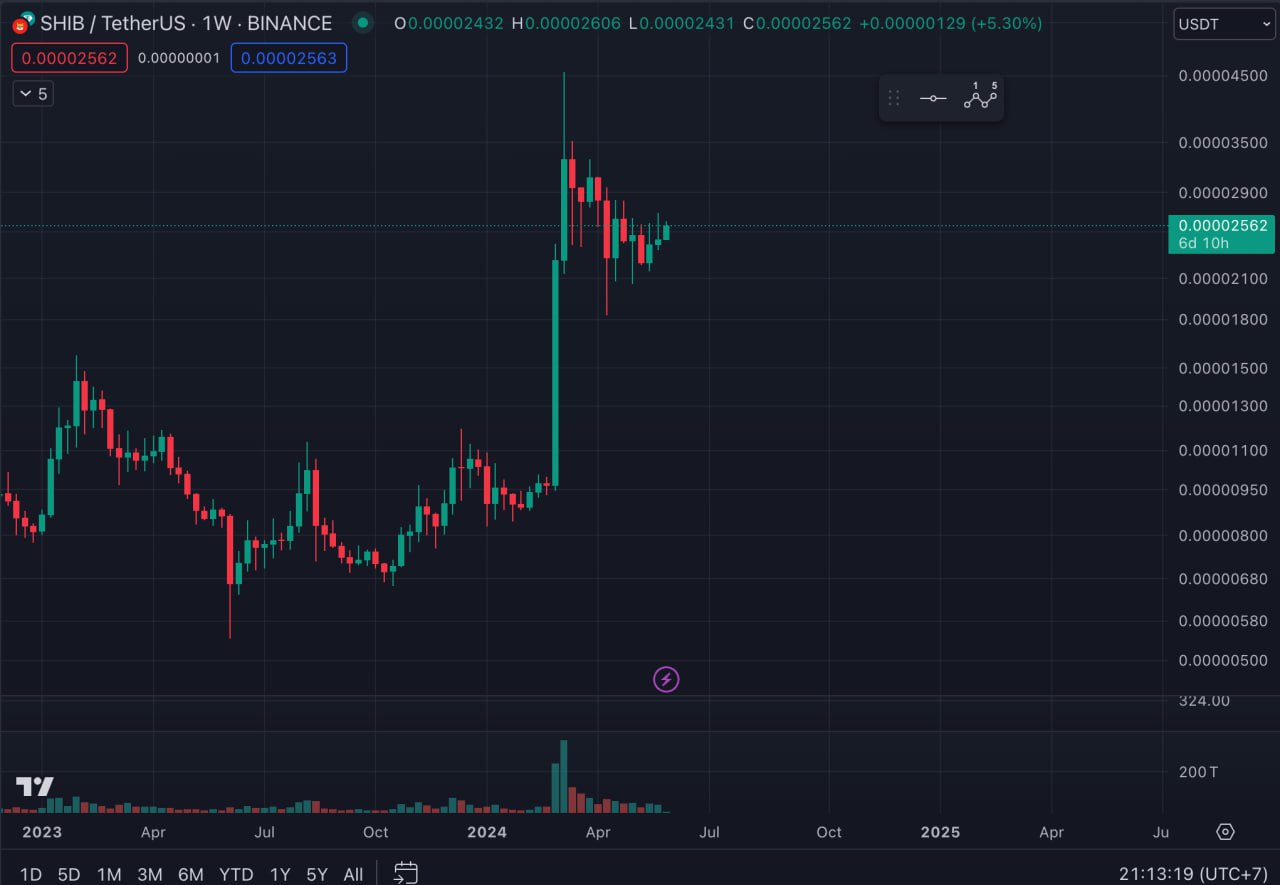 SHIB / TetherUS · 1W · BINANCE O0.00002432 H0.00002606 L0.00002431 C0.00002562 +0.00000129 (+5.30%)
USDT
0.00002562 0.00000001 0.00002563
5
1 5
0.00004500
0.00003500
0.00002900
0.00002562
6d 10h
0.00002100
0.00001800
0.00001500
0.00001300
0.00001100
0.00000950
0.00000800
0.00000680
0.00000580
0.00000500
324.00
200 T
2023 Apr Jul Oct 2024 Apr Jul Oct 2025 Apr Ju
1D 5D 1M 3M 6M YTD 1Y 5Y All 21:13:19 (UTC+7)